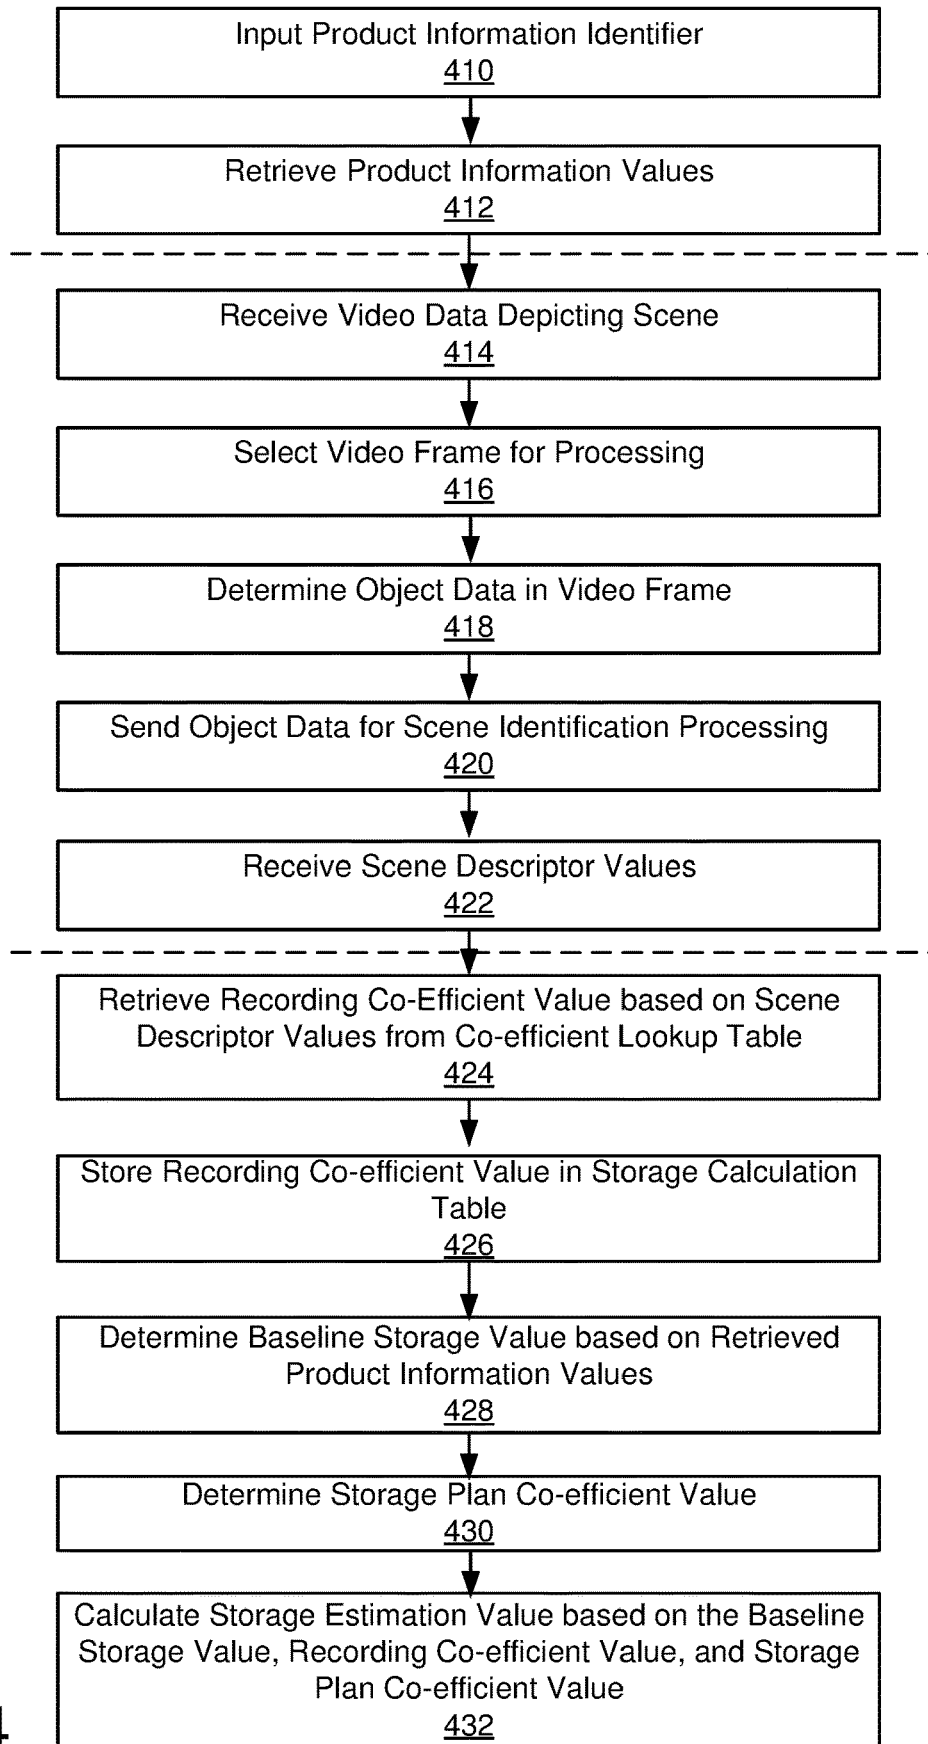 Input Product Information Identifier
410
Retrieve Product Information Values
412
Receive Video Data Depicting Scene
414
Select Video Frame for Processing
416
Determine Object Data in Video Frame
418
Send Object Data for Scene Identification Processing
420
Receive Scene Descriptor Values
422
Retrieve Recording Co-Efficient Value based on Scene
Descriptor Values from Co-efficient Lookup Table
424
Store Recording Co-efficient Value in Storage Calculation
Table
426
Determine Baseline Storage Value based on Retrieved
Product Information Values
428
Determine Storage Plan Co-efficient Value
430
Calculate Storage Estimation Value based on the Baseline
Storage Value, Recording Co-efficient Value, and Storage
Plan Co-efficient Value
432